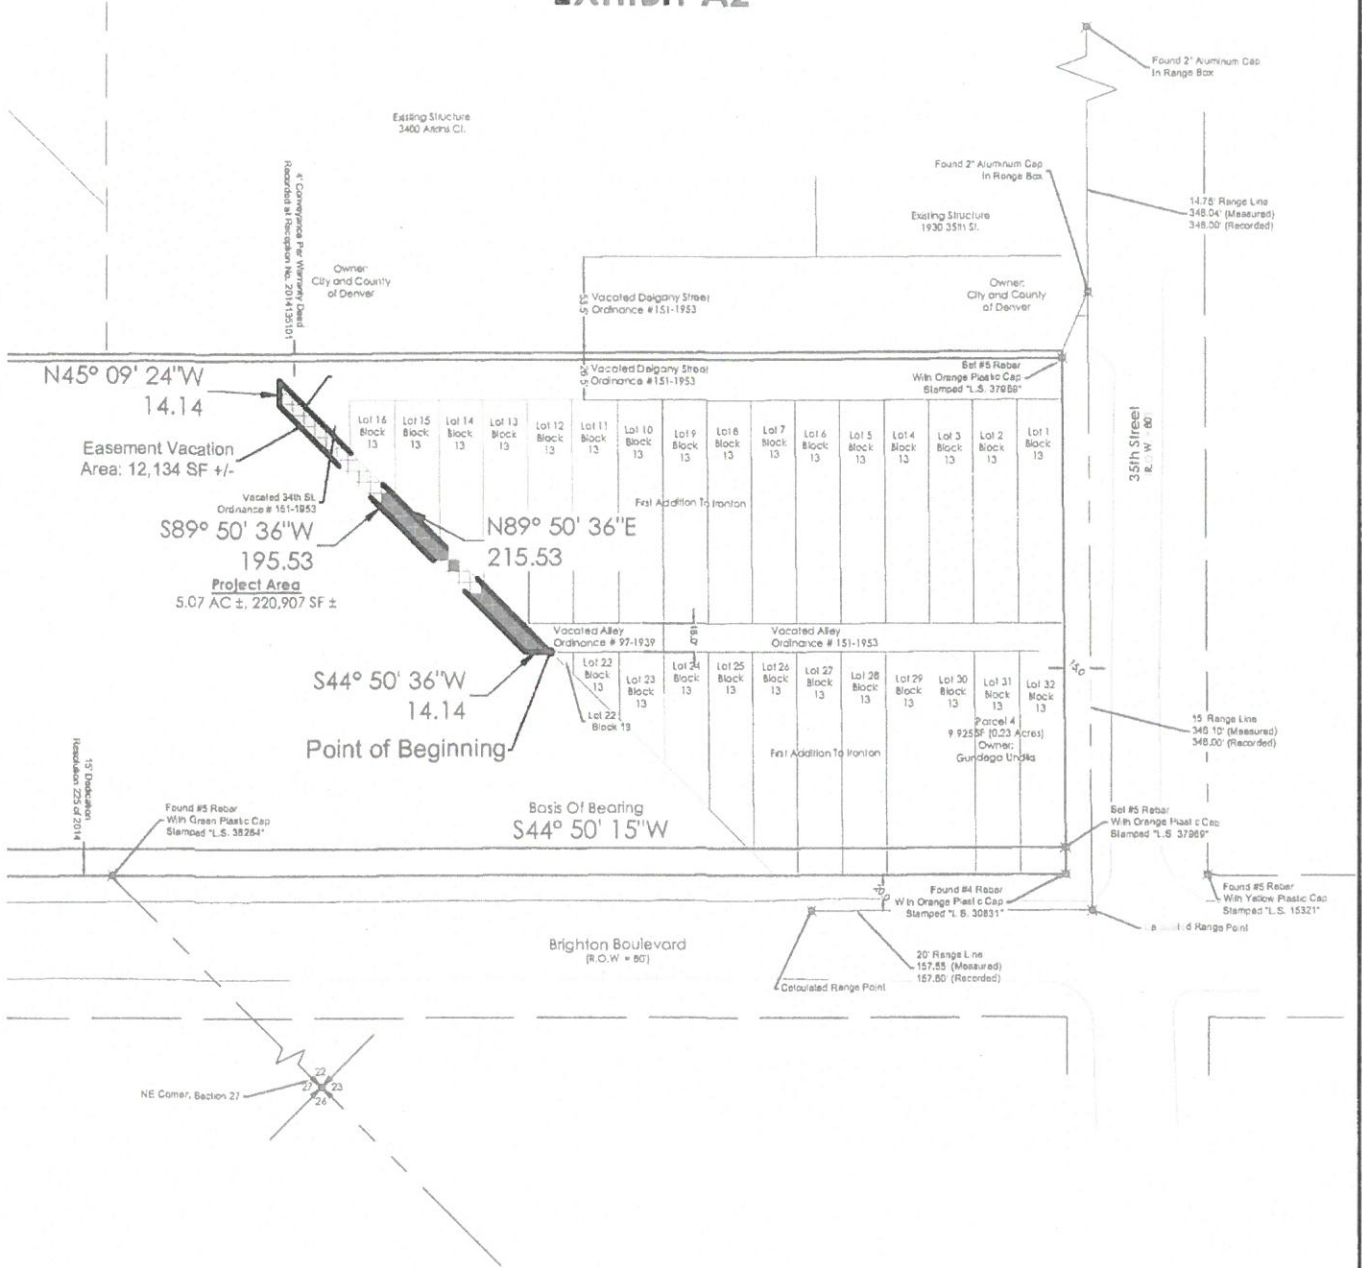 Exhibit A2
Found 2" Aluminum Cap
In Range Box
Existing Structure
3400 Arkins Ct.
4' Conveyance Per Warranty Deed
Recorded at Reception No. 2014135101
Owner:
City and County
of Denver
Found 2" Aluminum Cap
In Range Box
Existing Structure
1930 35th St.
14.75' Range Line
348.04' (Measured)
348.00' (Recorded)
Owner:
City and County
of Denver
53.5'
Vacated Delgany Street
Ordinance #151-1953
26.5'
Vacated Delgany Street
Ordinance #151-1953
Set #5 Rebar
With Orange Plastic Cap
Stamped "L.S. 37969"
35th Street
R.O.W = 80'
N45° 09' 24"W
14.14
Easement Vacation
Area: 12,134 SF +/-
Vacated 34th St.
Ordinance # 151-1953
S89° 50' 36"W
195.53
Project Area
5.07 AC ±, 220,907 SF ±
N89° 50' 36"E
215.53
Lot 16
Block
13
Lot 15
Block
13
Lot 14
Block
13
Lot 13
Block
13
Lot 12
Block
13
Lot 11
Block
13
Lot 10
Block
13
Lot 9
Block
13
Lot 8
Block
13
Lot 7
Block
13
Lot 6
Block
13
Lot 5
Block
13
Lot 4
Block
13
Lot 3
Block
13
Lot 2
Block
13
Lot 1
Block
13
First Addition To Ironton
Vacated Alley
Ordinance # 97-1939
16.0'
Vacated Alley
Ordinance # 151-1953
S44° 50' 36"W
14.14
Point of Beginning
Lot 22
Block 13
Lot 23
Block
13
Lot 23
Block
13
Lot 24
Block
13
Lot 25
Block
13
Lot 26
Block
13
Lot 27
Block
13
Lot 28
Block
13
Lot 29
Block
13
Lot 30
Block
13
Lot 31
Block
13
Lot 32
Block
13
Parcel 4
9,925 SF (0.23 Acres)
Owner:
Gundega
First Addition To Ironton
15' Range Line
348.10' (Measured)
348.00' (Recorded)
15' Dedication
Resolution 225 of 2014
Found #5 Rebar
With Green Plastic Cap
Stamped "L.S. 38264"
Basis Of Bearing
S44° 50' 15"W
Set #5 Rebar
With Orange Plastic Cap
Stamped "L.S. 37969"
Found #4 Rebar
With Orange Plastic Cap
Stamped "L.S. 30831"
Found #5 Rebar
With Yellow Plastic Cap
Stamped "L.S. 15321"
Range Point
Brighton Boulevard
(R.O.W = 80')
20' Range Line
157.55' (Measured)
157.60' (Recorded)
Calculated Range Point
NE Corner, Section 27
22
27
23
26